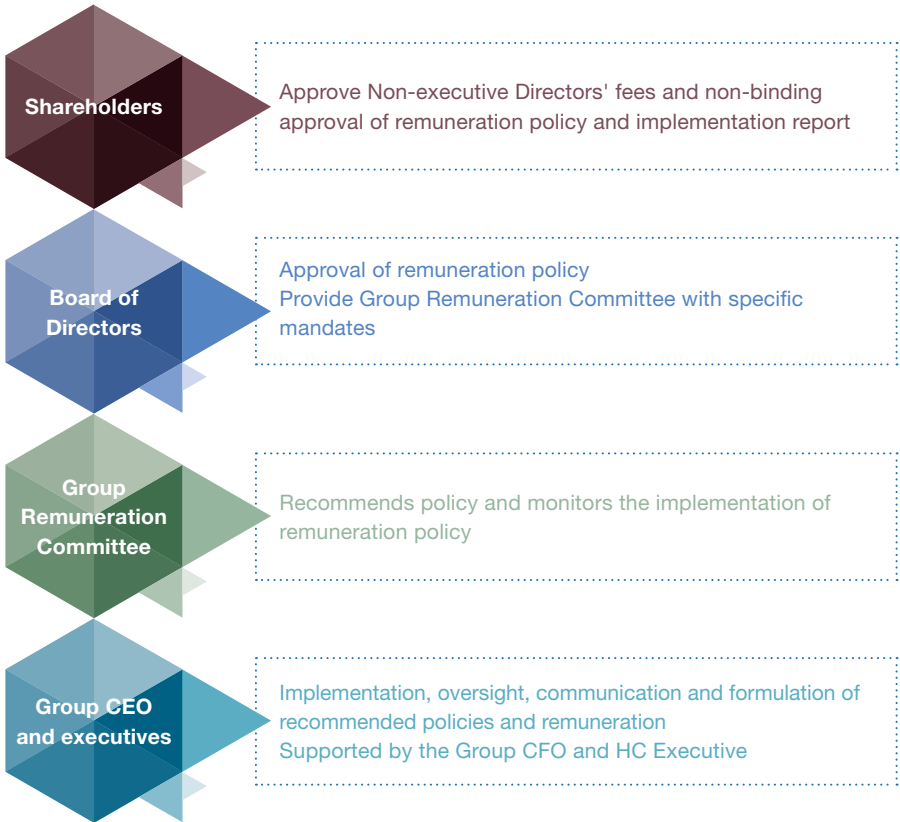 Shareholders
Approve Non-executive Directors' fees and non-binding
approval of remuneration policy and implementation report
Board of
Directors
Approval of remuneration policy
Provide Group Remuneration Committee with specific
mandates
Group
Remuneration
Committee
Recommends policy and monitors the implementation of
remuneration policy
Group CEO
and executives
Implementation, oversight, communication and formulation of
recommended policies and remuneration
Supported by the Group CFO and HC Executive